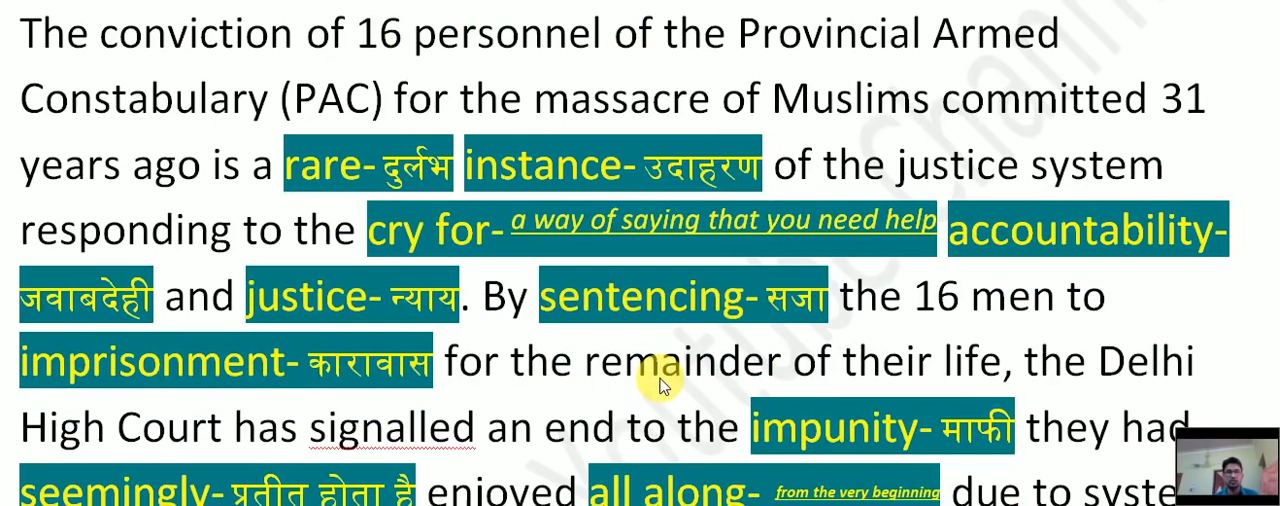 The conviction of 16 personnel of the Provincial Armed
Constabulary (PAC) for the massacre of Muslims committed 31
years ago is a rare- दुर्लभ instance- उदाहरण of the justice system
responding to the cry for- a way of saying that you need help accountability-
जवाबदेही and justice- न्याय. By sentencing- सजा the 16 men to
imprisonment- कारावास for the remainder of their life, the Delhi
High Court has signalled an end to the impunity- माफी they had
seemingly- प्रतीत होता है enjoyed all along- from the very beginning due to syste